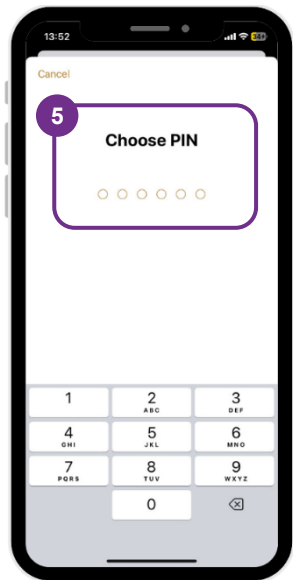 13:52
Cancel
5
Choose PIN
1 2 3
ABC DEF
4 5 6
GHI JKL MNO
7 8 9
PQRS TUV WXYZ
0